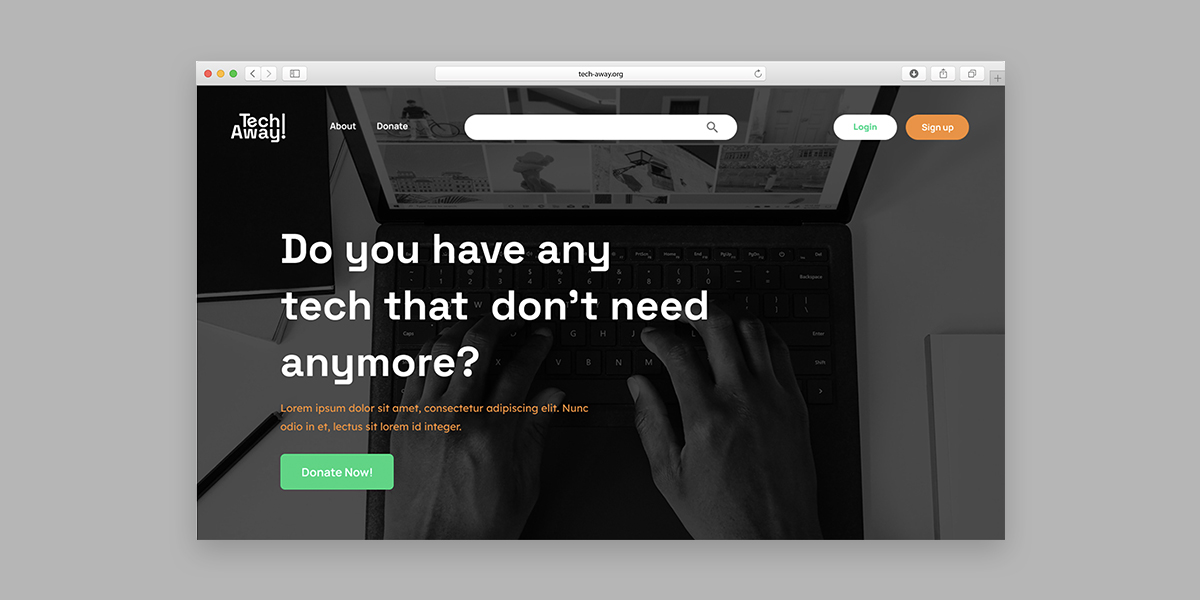 tech-away.org
Tech
Away!
About
Donate
Login
Sign up
Do you have any
tech that  don't need
anymore?
Lorem ipsum dolor sit amet, consectetur adipiscing elit. Nunc
odio in et, lectus sit lorem id integer.
Donate Now!